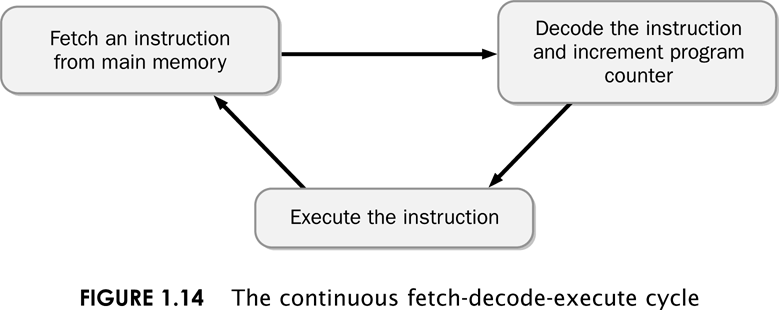 Fetch an instruction
from main memory
Decode the instruction
and increment program
counter
Execute the instruction
FIGURE 1.14 The continuous fetch-decode-execute cycle